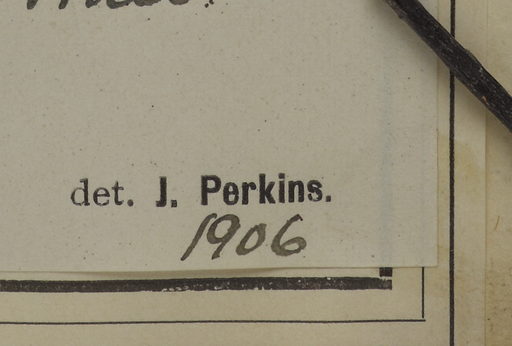 det. J. Perkins.
1906